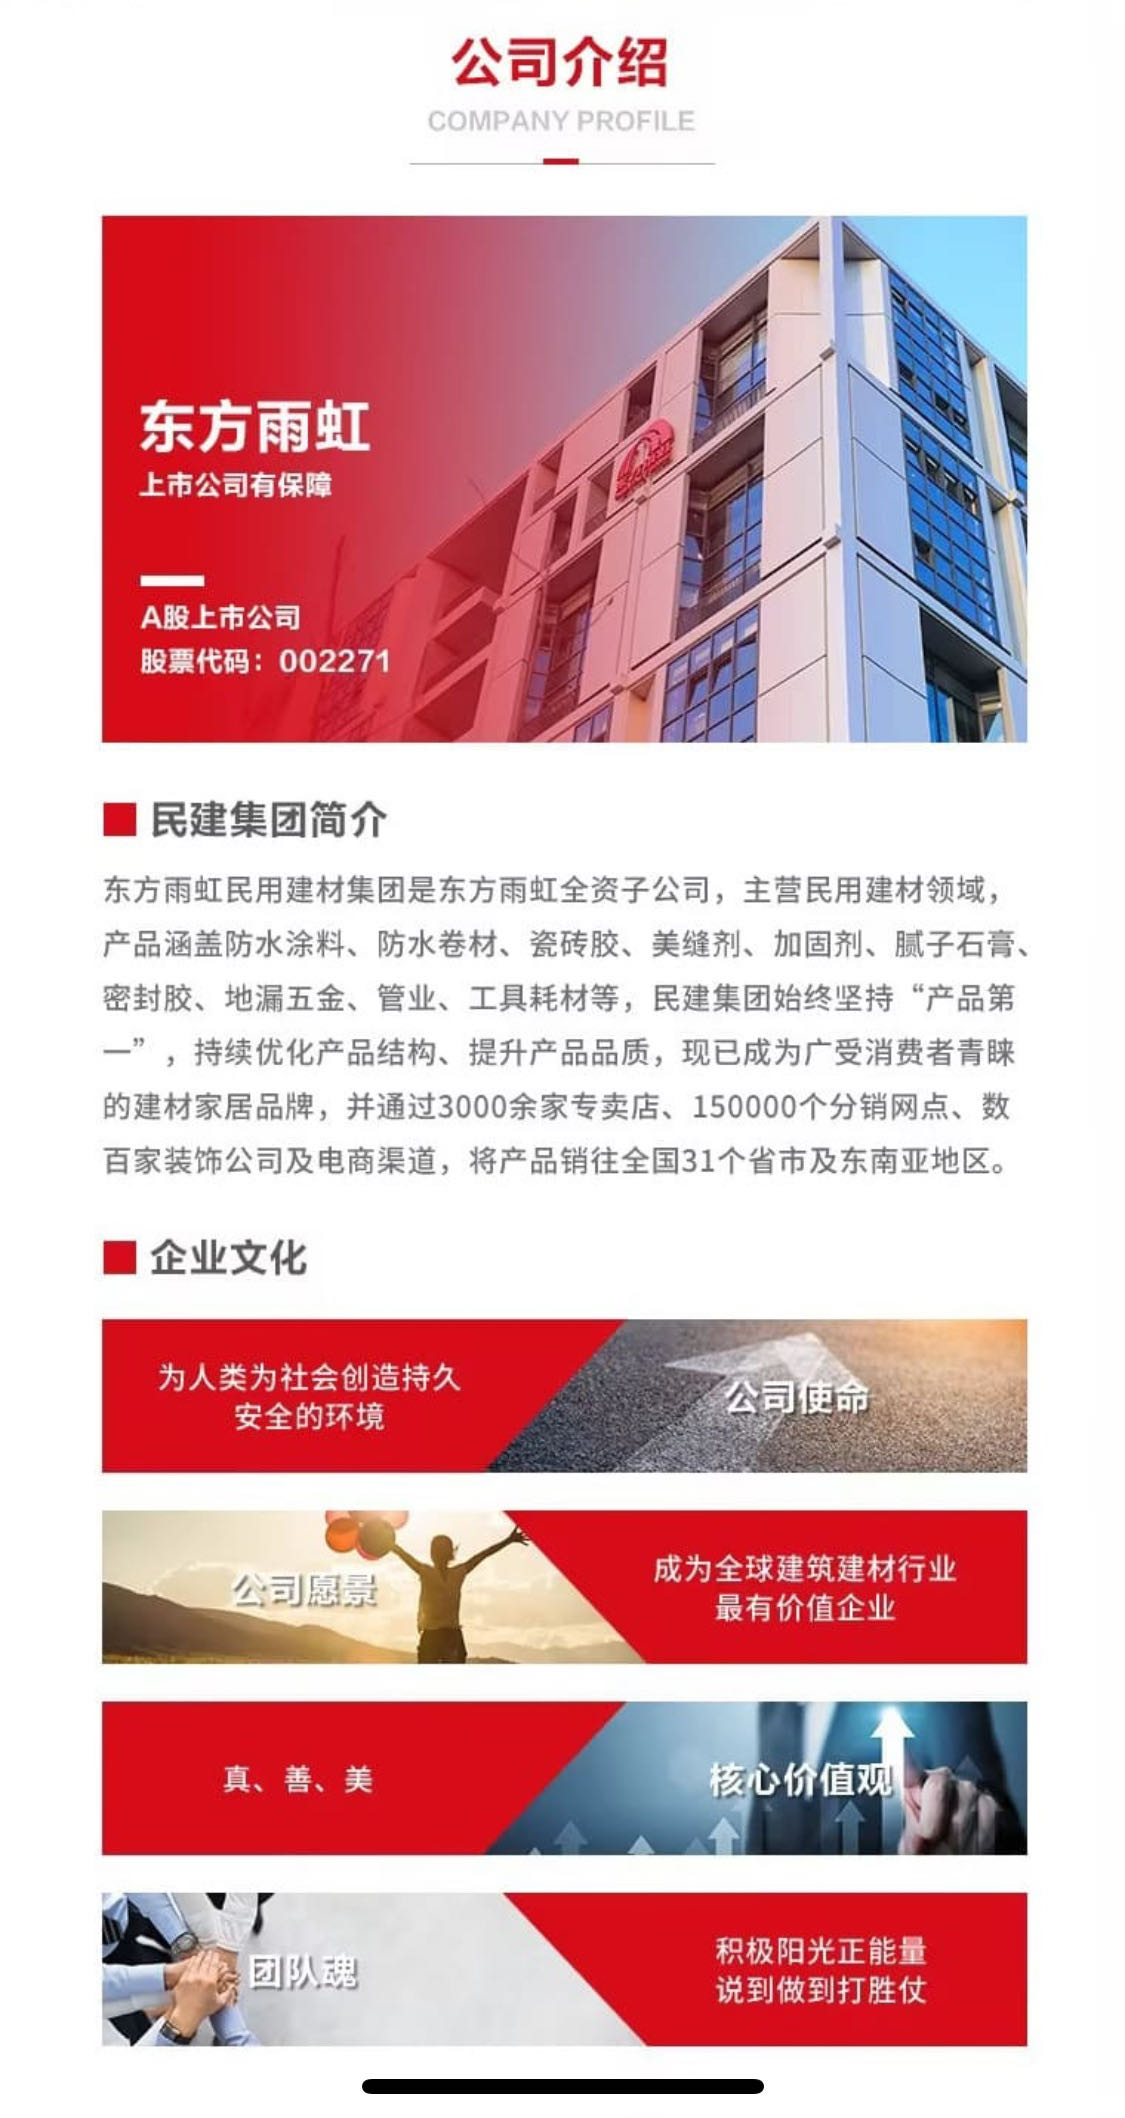 公司介绍
COMPANY PROFILE
东方雨虹
上市公司有保障
A股上市公司
股票代码：002271
民建集团简介
东方雨虹民用建材集团是东方雨虹全资子公司，主营民用建材领域，
产品涵盖防水涂料、防水卷材、瓷砖胶、美缝剂、加固剂、腻子石膏、
密封胶、地漏五金、管业、工具耗材等，民建集团始终坚持“产品第
一”，持续优化产品结构、提升产品品质，现已成为广受消费者青睐
的建材家居品牌，并通过3000余家专卖店、150000个分销网点、数
百家装饰公司及电商渠道，将产品销往全国31个省市及东南亚地区。
企业文化
为人类为社会创造持久
安全的环境
公司使命
公司愿景
成为全球建筑建材行业
最有价值企业
真、善、美
核心价值观
团队魂
积极阳光正能量
说到做到打胜仗